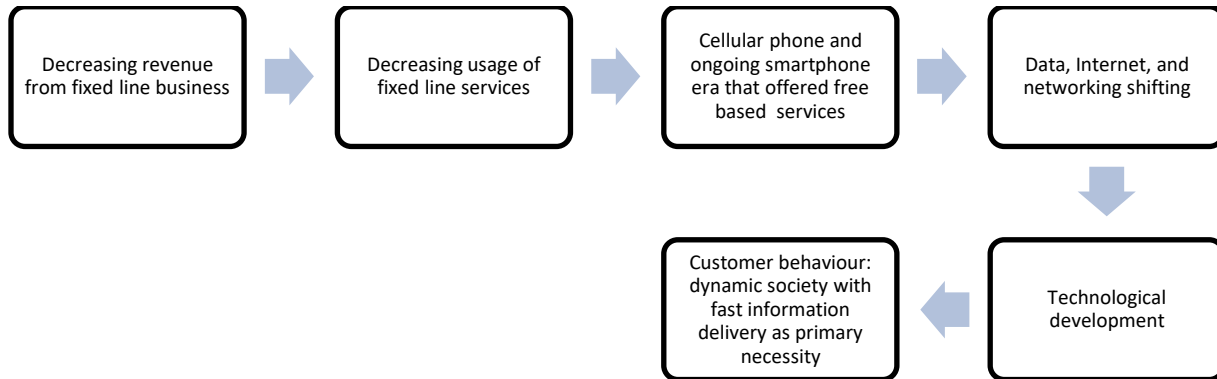 Decreasing revenue
from fixed line business
Decreasing usage of
fixed line services
Cellular phone and
ongoing smartphone
era that offered free
based services
Data, Internet, and
networking shifting
Customer behaviour:
dynamic society with
fast information
delivery as primary
necessity
Technological
development